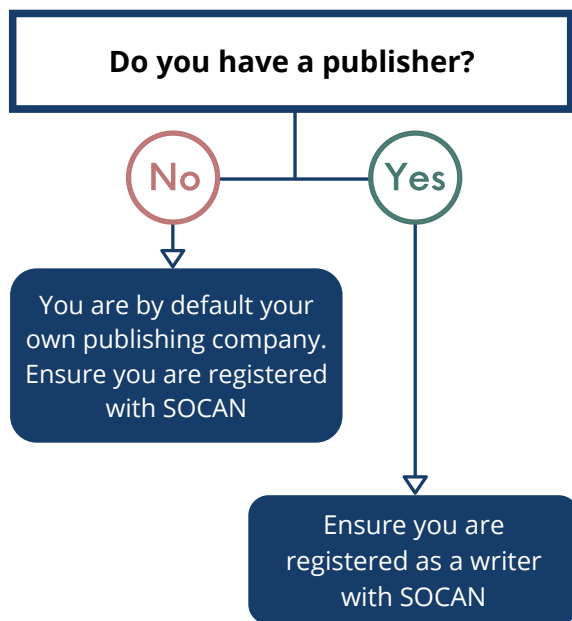 Do you have a publisher?
No
Yes
You are by default your
own publishing company.
Ensure you are registered
with SOCAN
Ensure you are
registered as a writer
with SOCAN